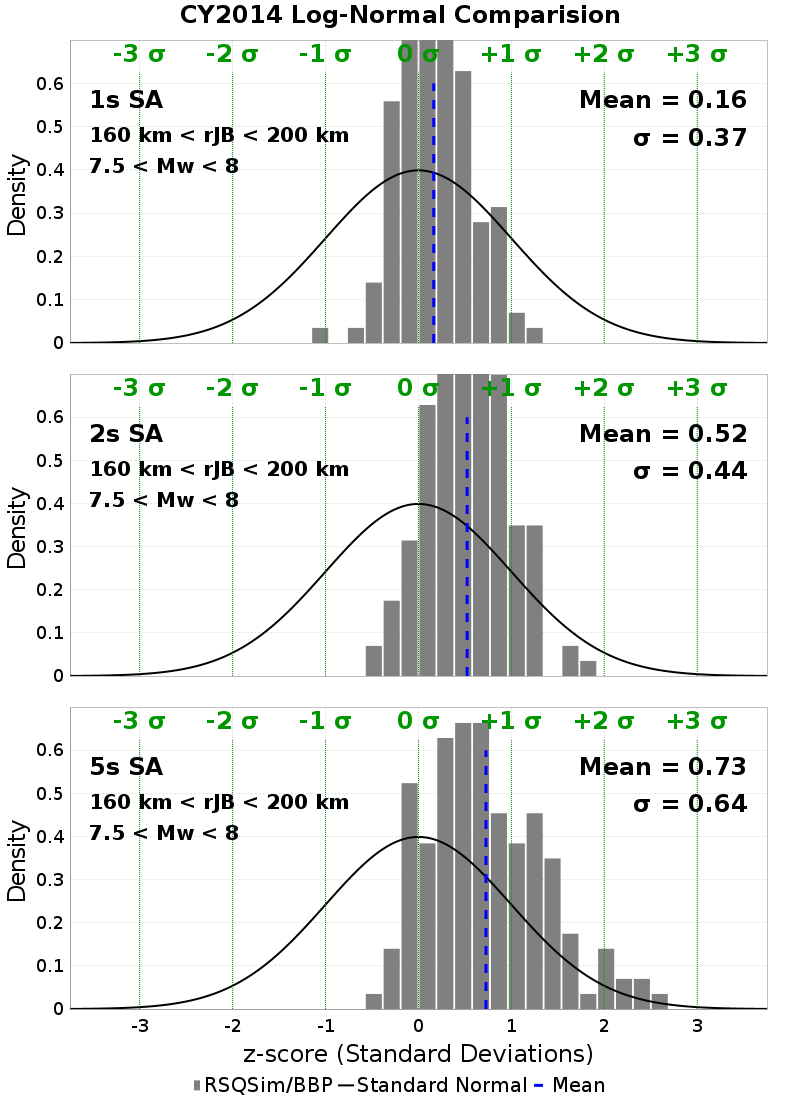 CY2014 Log-Normal Comparision
-3 σ -2 σ -1 σ 0 σ +1 σ +2 σ +3 σ
1s SA
160 km < rJB < 200 km
7.5 < Mw < 8
Mean = 0.16
σ = 0.37
Density
0.6
0.5
0.4
0.3
0.2
0.1
0
-3 σ -2 σ -1 σ 0 σ +1 σ +2 σ +3 σ
2s SA
160 km < rJB < 200 km
7.5 < Mw < 8
Mean = 0.52
σ = 0.44
Density
0.6
0.5
0.4
0.3
0.2
0.1
0
-3 σ -2 σ -1 σ 0 σ +1 σ +2 σ +3 σ
5s SA
160 km < rJB < 200 km
7.5 < Mw < 8
Mean = 0.73
σ = 0.64
Density
0.6
0.5
0.4
0.3
0.2
0.1
0
-3 -2 -1 0 1 2 3
z-score (Standard Deviations)
RSQSim/BBP Standard Normal Mean